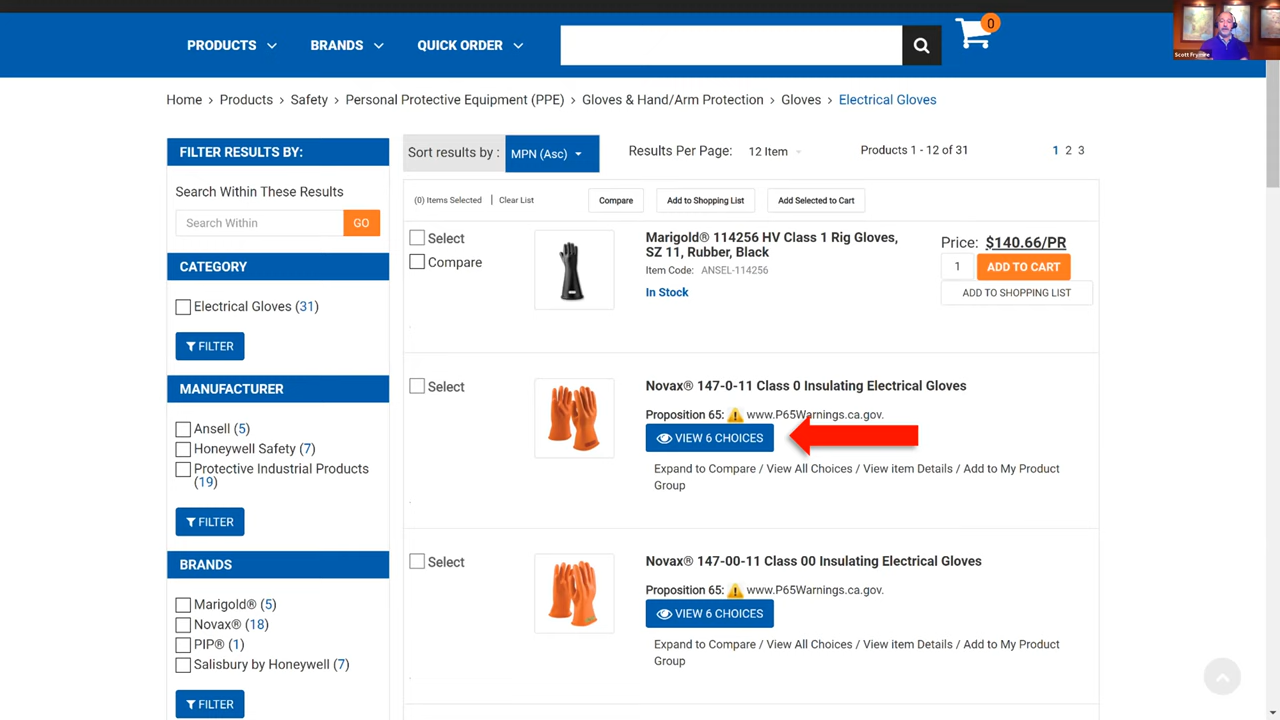 PRODUCTS
BRANDS
QUICK ORDER
0
Scott Frymire
Home > Products > Safety > Personal Protective Equipment (PPE) > Gloves & Hand/Arm Protection > Gloves > Electrical Gloves
FILTER RESULTS BY:
Search Within These Results
Search Within
GO
CATEGORY
Electrical Gloves (31)
FILTER
MANUFACTURER
Ansell (5)
Honeywell Safety (7)
Protective Industrial Products
(19)
FILTER
BRANDS
Marigold® (5)
Novax® (18)
PIP® (1)
Salisbury by Honeywell (7)
FILTER
Sort results by :
MPN (Asc)
Results Per Page: 12 Item
Products 1 - 12 of 31
1 2 3
(0) Items Selected | Clear List
Compare
Add to Shopping List
Add Selected to Cart
Select
Compare
Marigold® 114256 HV Class 1 Rig Gloves,
SZ 11, Rubber, Black
Item Code: ANSEL-114256
In Stock
Price: $140.66/PR
1
ADD TO CART
ADD TO SHOPPING LIST
Select
Novax® 147-0-11 Class 0 Insulating Electrical Gloves
Proposition 65: www.P65Warnings.ca.gov.
VIEW 6 CHOICES
Expand to Compare / View All Choices / View item Details / Add to My Product
Group
Select
Novax® 147-00-11 Class 00 Insulating Electrical Gloves
Proposition 65: www.P65Warnings.ca.gov.
VIEW 6 CHOICES
Expand to Compare / View All Choices / View item Details / Add to My Product
Group